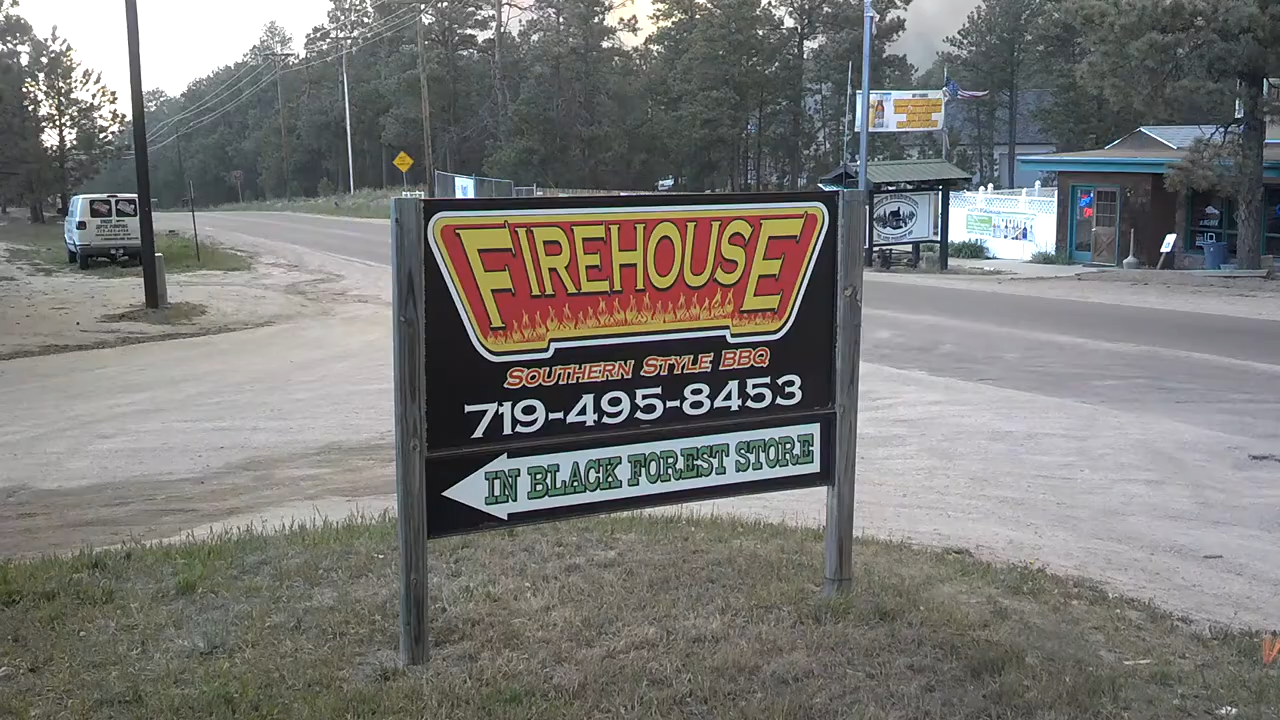 FIREHOUSE
SOUTHERN STYLE BBQ
719-495-8453
IN BLACK FOREST STORE